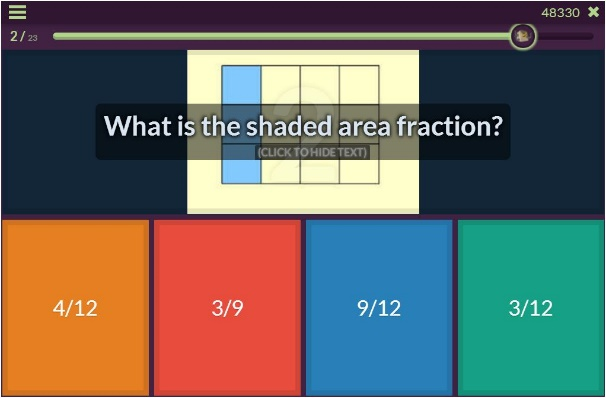 48330 ✖
2 / 23
What is the shaded area fraction?
(CLICK TO HIDE TEXT)
4/12
3/9
9/12
3/12